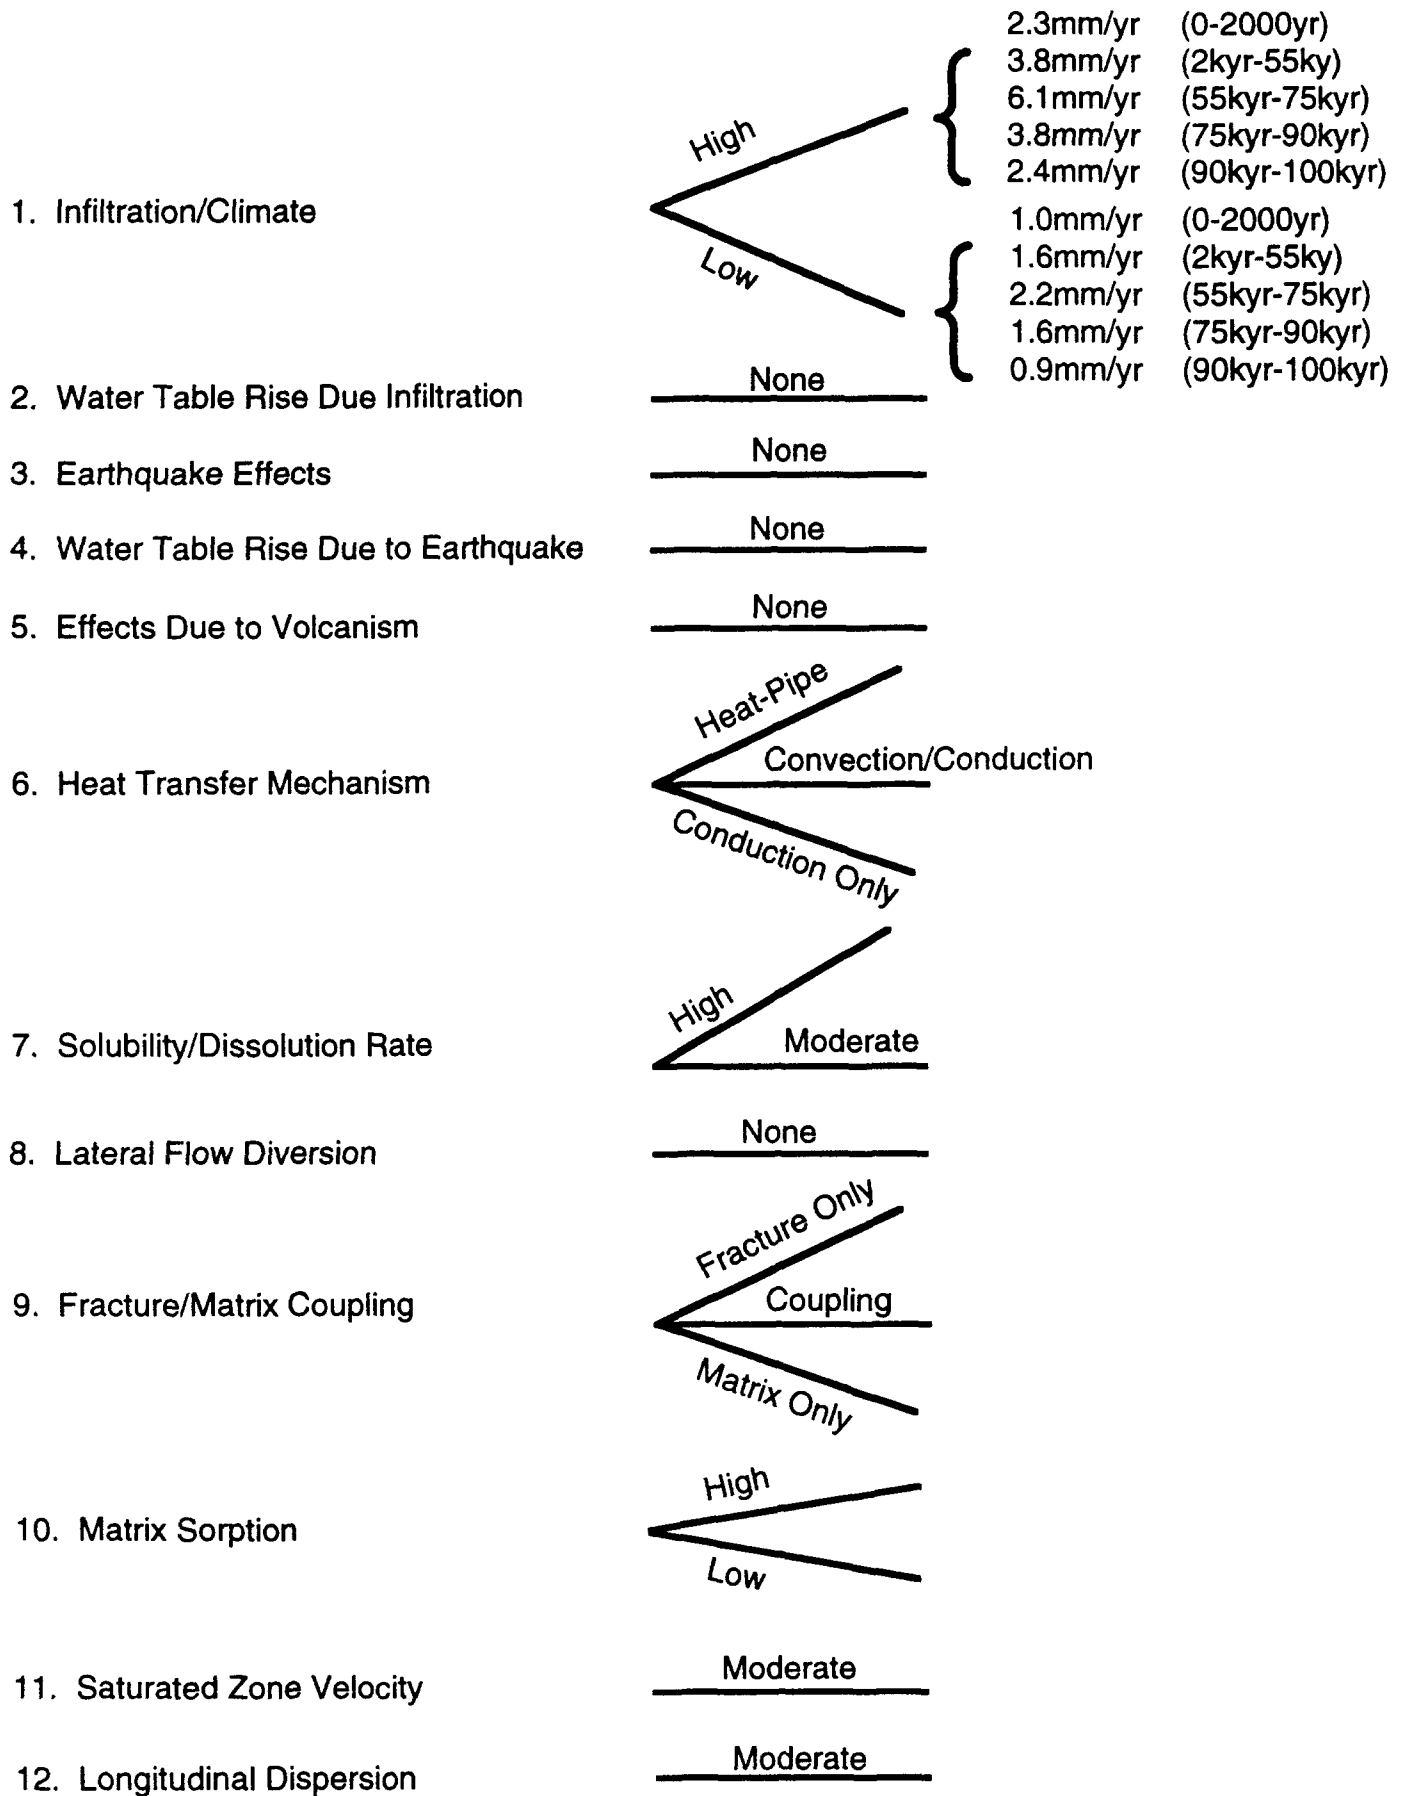 2.3mm/yr (0-2000yr)
3.8mm/yr (2kyr-55ky)
6.1mm/yr (55kyr-75kyr)
3.8mm/yr (75kyr-90kyr)
2.4mm/yr (90kyr-100kyr)
High
1. Infiltration/Climate
Low
1.0mm/yr (0-2000yr)
1.6mm/yr (2kyr-55ky)
2.2mm/yr (55kyr-75kyr)
1.6mm/yr (75kyr-90kyr)
0.9mm/yr (90kyr-100kyr)
2. Water Table Rise Due Infiltration
None
3. Earthquake Effects
None
4. Water Table Rise Due to Earthquake
None
5. Effects Due to Volcanism
None
6. Heat Transfer Mechanism
Heat-Pipe
Convection/Conduction
Conduction Only
7. Solubility/Dissolution Rate
High
Moderate
8. Lateral Flow Diversion
None
9. Fracture/Matrix Coupling
Fracture Only
Coupling
Matrix Only
10. Matrix Sorption
High
Low
11. Saturated Zone Velocity
Moderate
12. Longitudinal Dispersion
Moderate